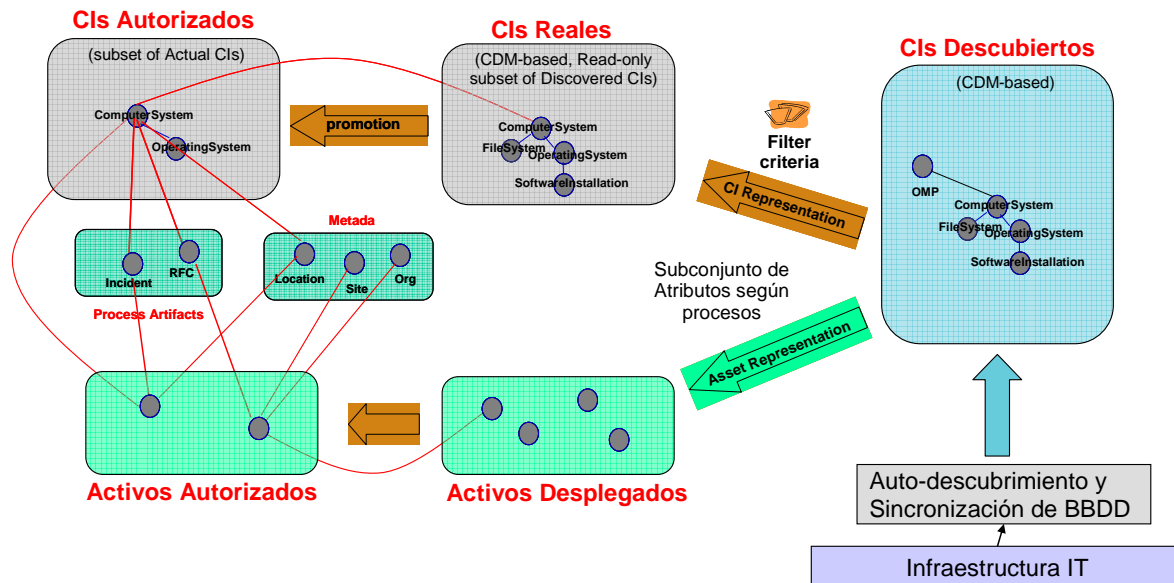 CIs Autorizados
(subset of Actual CIs)
ComputerSystem
OperatingSystem
promotion
CIs Reales
(CDM-based, Read-only
subset of Discovered CIs)
ComputerSystem
FileSystem
OperatingSystem
SoftwareInstallation
Filter
criteria
CI Representation
CIs Descubiertos
(CDM-based)
OMP
ComputerSystem
FileSystem
OperatingSystem
SoftwareInstallation
Incident
RFC
Process Artifacts
Metada
Location
Site
Org
Subconjunto de
Atributos según
procesos
Asset Representation
Activos Autorizados
Activos Desplegados
Auto-descubrimiento y
Sincronización de BBDD
Infraestructura IT